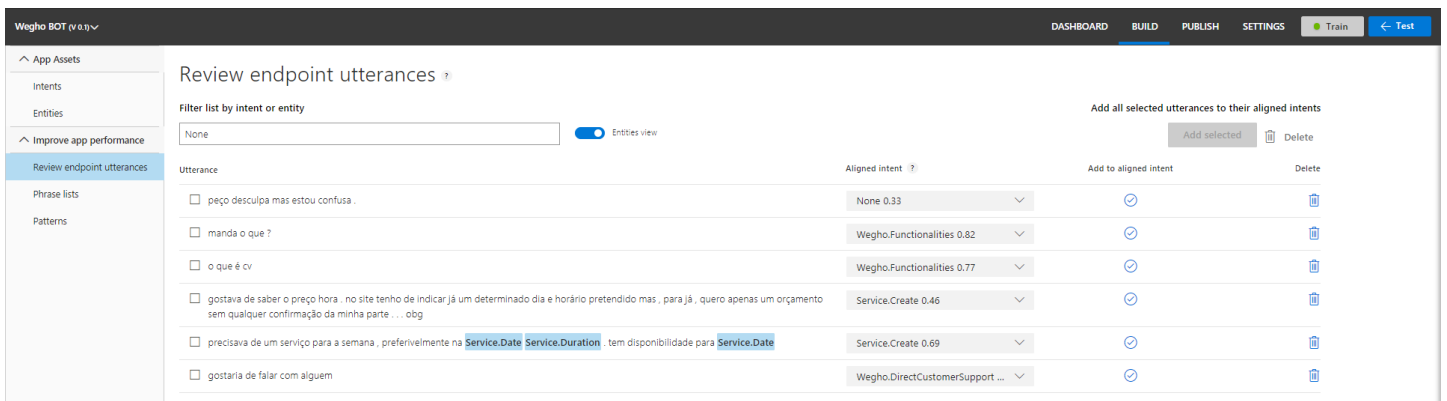 Wegho BOT (V 0.1)
DASHBOARD BUILD PUBLISH SETTINGS Train Test
App Assets
Intents
Entities
Improve app performance
Review endpoint utterances
Phrase lists
Patterns
Review endpoint utterances ?
Filter list by intent or entity
Add all selected utterances to their aligned intents
None
Entities view
Add selected
Delete
Utterance Aligned intent ? Add to aligned intent Delete
peço desculpa mas estou confusa . None 0.33
manda o que ? Wegho.Functionalities 0.82
o que é cv Wegho.Functionalities 0.77
gostava de saber o preço hora . no site tenho de indicar já um determinado dia e horário pretendido mas , para já , quero apenas um orçamento Service.Create 0.46
sem qualquer confirmação da minha parte . . . obg
precisava de um serviço para a semana , preferivelmente na Service.Date Service.Duration . tem disponibilidade para Service.Date Service.Create 0.69
gostaria de falar com alguem Wegho.DirectCustomerSupport ...